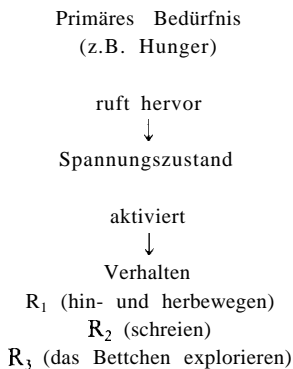 Primäres Bedürfnis
(z.B. Hunger)
ruft hervor
↓
Spannungszustand
aktiviert
↓
Verhalten
R₁ (hin- und herbewegen)
R₂ (schreien)
R₃ (das Bettchen explorieren)